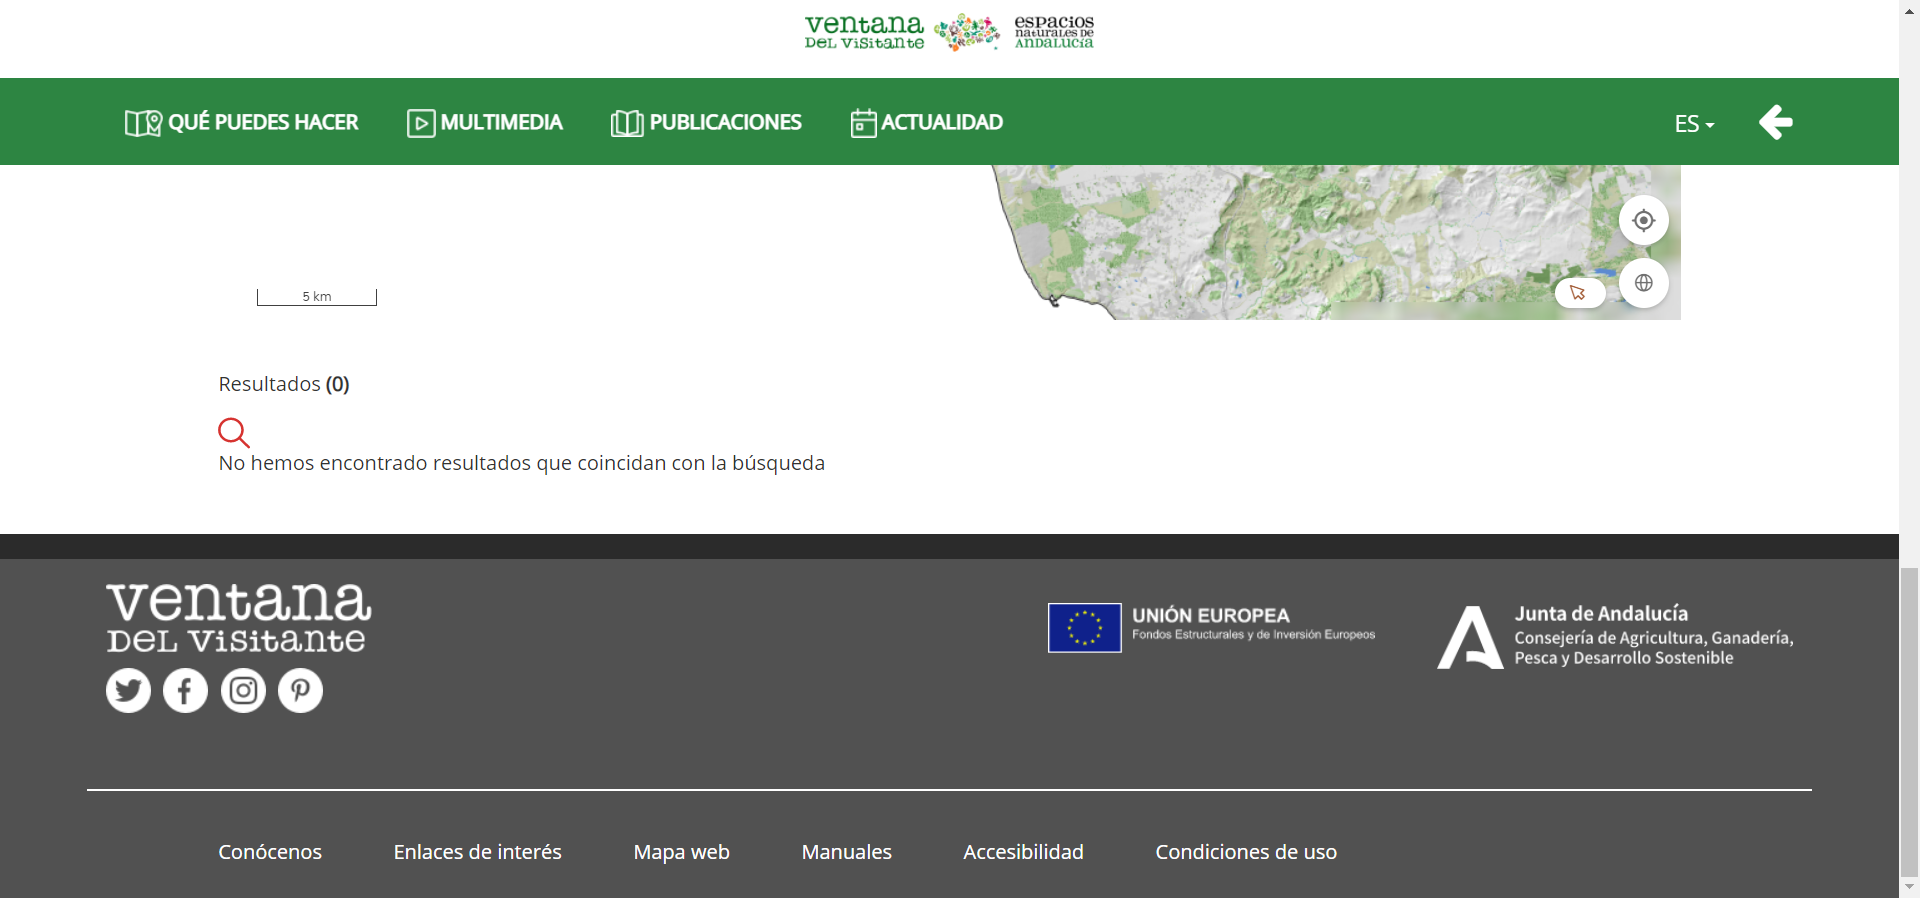 ventana
DEL VISITANTE
espacios
naturales de
ANDALUCÍA
QUÉ PUEDES HACER
MULTIMEDIA
PUBLICACIONES
ACTUALIDAD
ES
5 km
Resultados (0)
No hemos encontrado resultados que coincidan con la búsqueda
ventana
DEL VISITANTE
UNIÓN EUROPEA
Fondos Estructurales y de Inversión Europeos
Junta de Andalucía
Consejería de Agricultura, Ganadería,
Pesca y Desarrollo Sostenible
Conócenos
Enlaces de interés
Mapa web
Manuales
Accesibilidad
Condiciones de uso